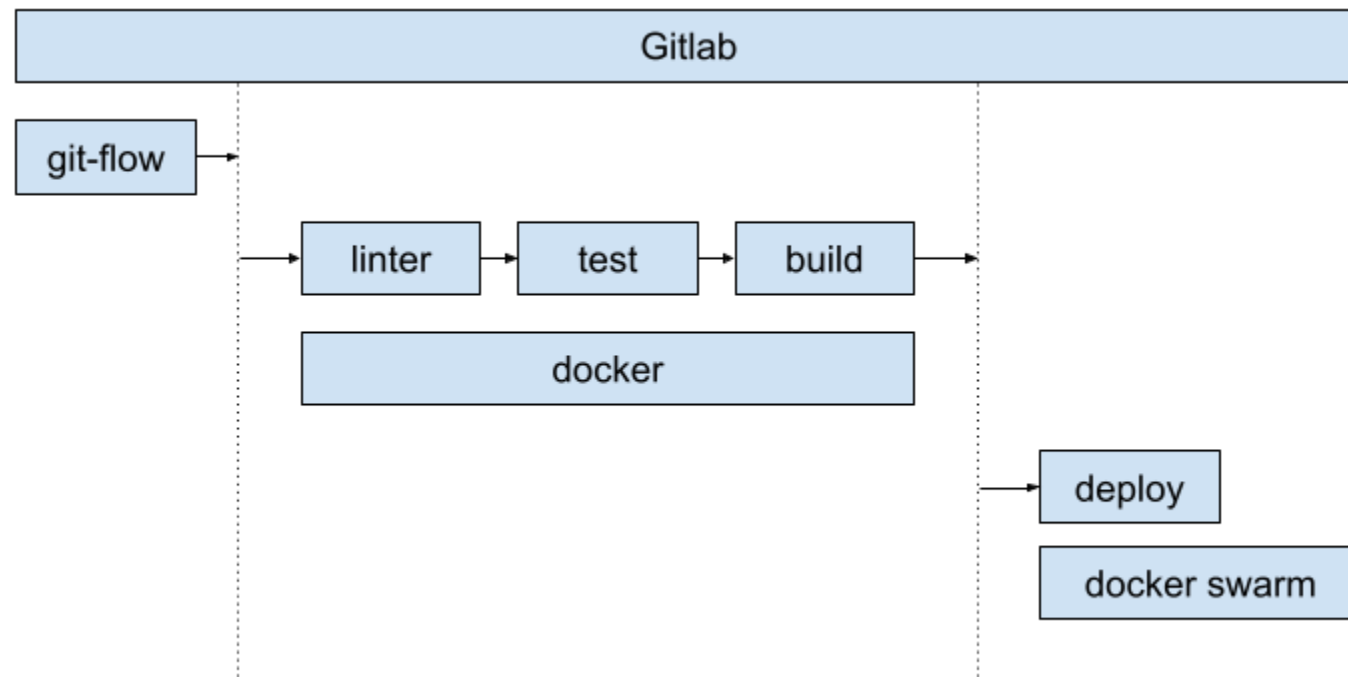 Gitlab
git-flow
linter
test
build
docker
deploy
docker swarm